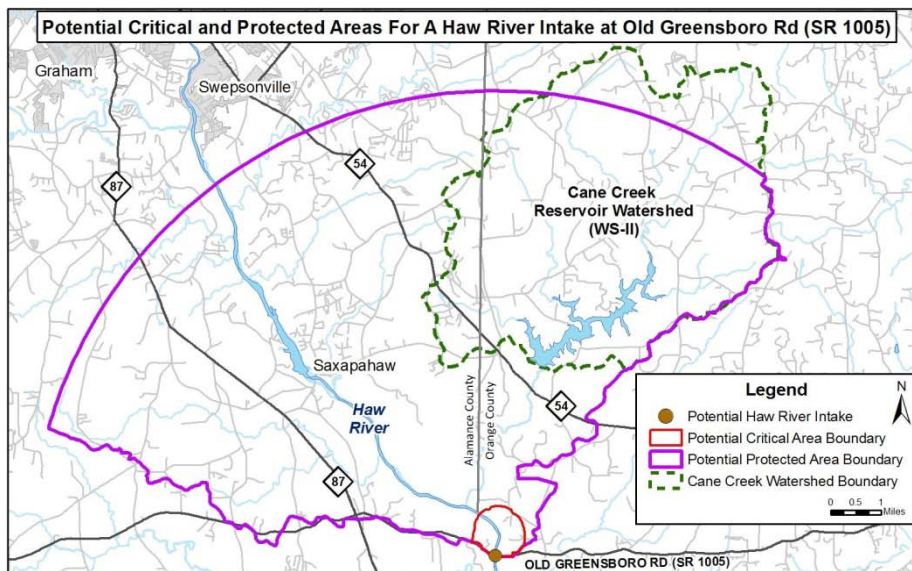 Potential Critical and Protected Areas For A Haw River Intake at Old Greensboro Rd (SR 1005)
Graham
Swepsonville
54
87
Cane Creek
Reservoir Watershed
(WS-II)
Saxapahaw
Haw
River
Alamance County
Orange County
54
87
Legend
N
Potential Haw River Intake
Potential Critical Area Boundary
Potential Protected Area Boundary
Cane Creek Watershed Boundary
0 0.5 1
Miles
OLD GREENSBORO RD (SR 1005)